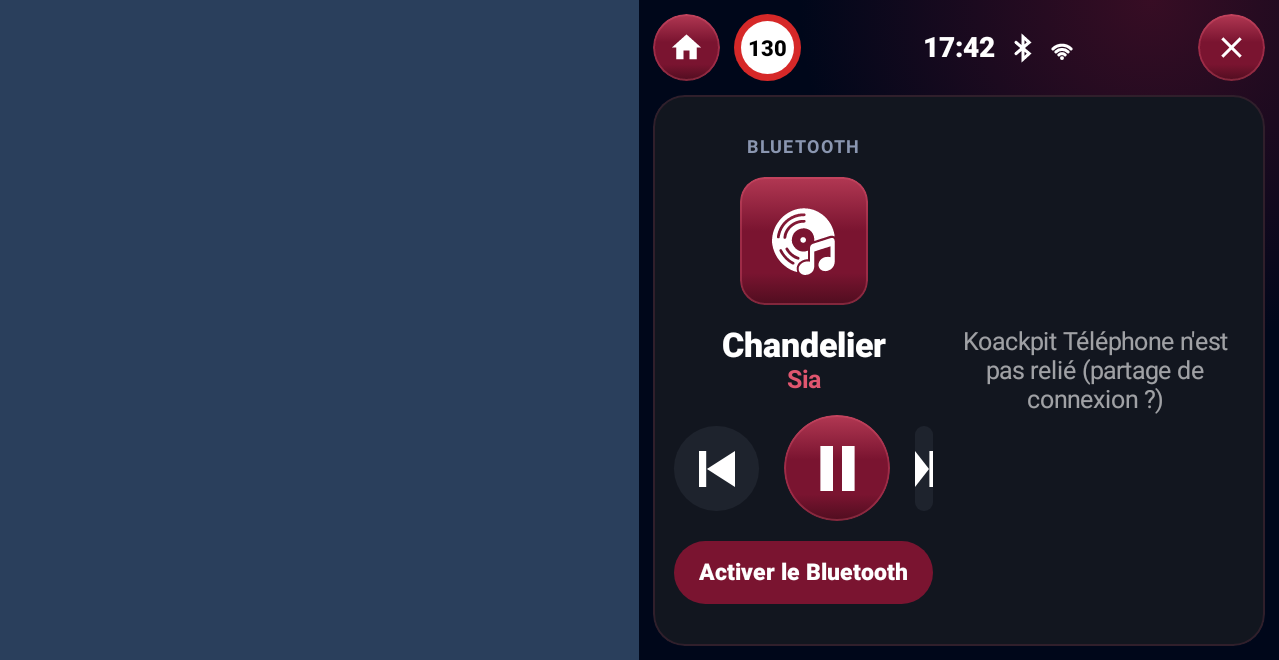 130
17:42
BLUETOOTH
Chandelier
Sia
Activer le Bluetooth
Koackpit Téléphone n'est
pas relié (partage de
connexion ?)